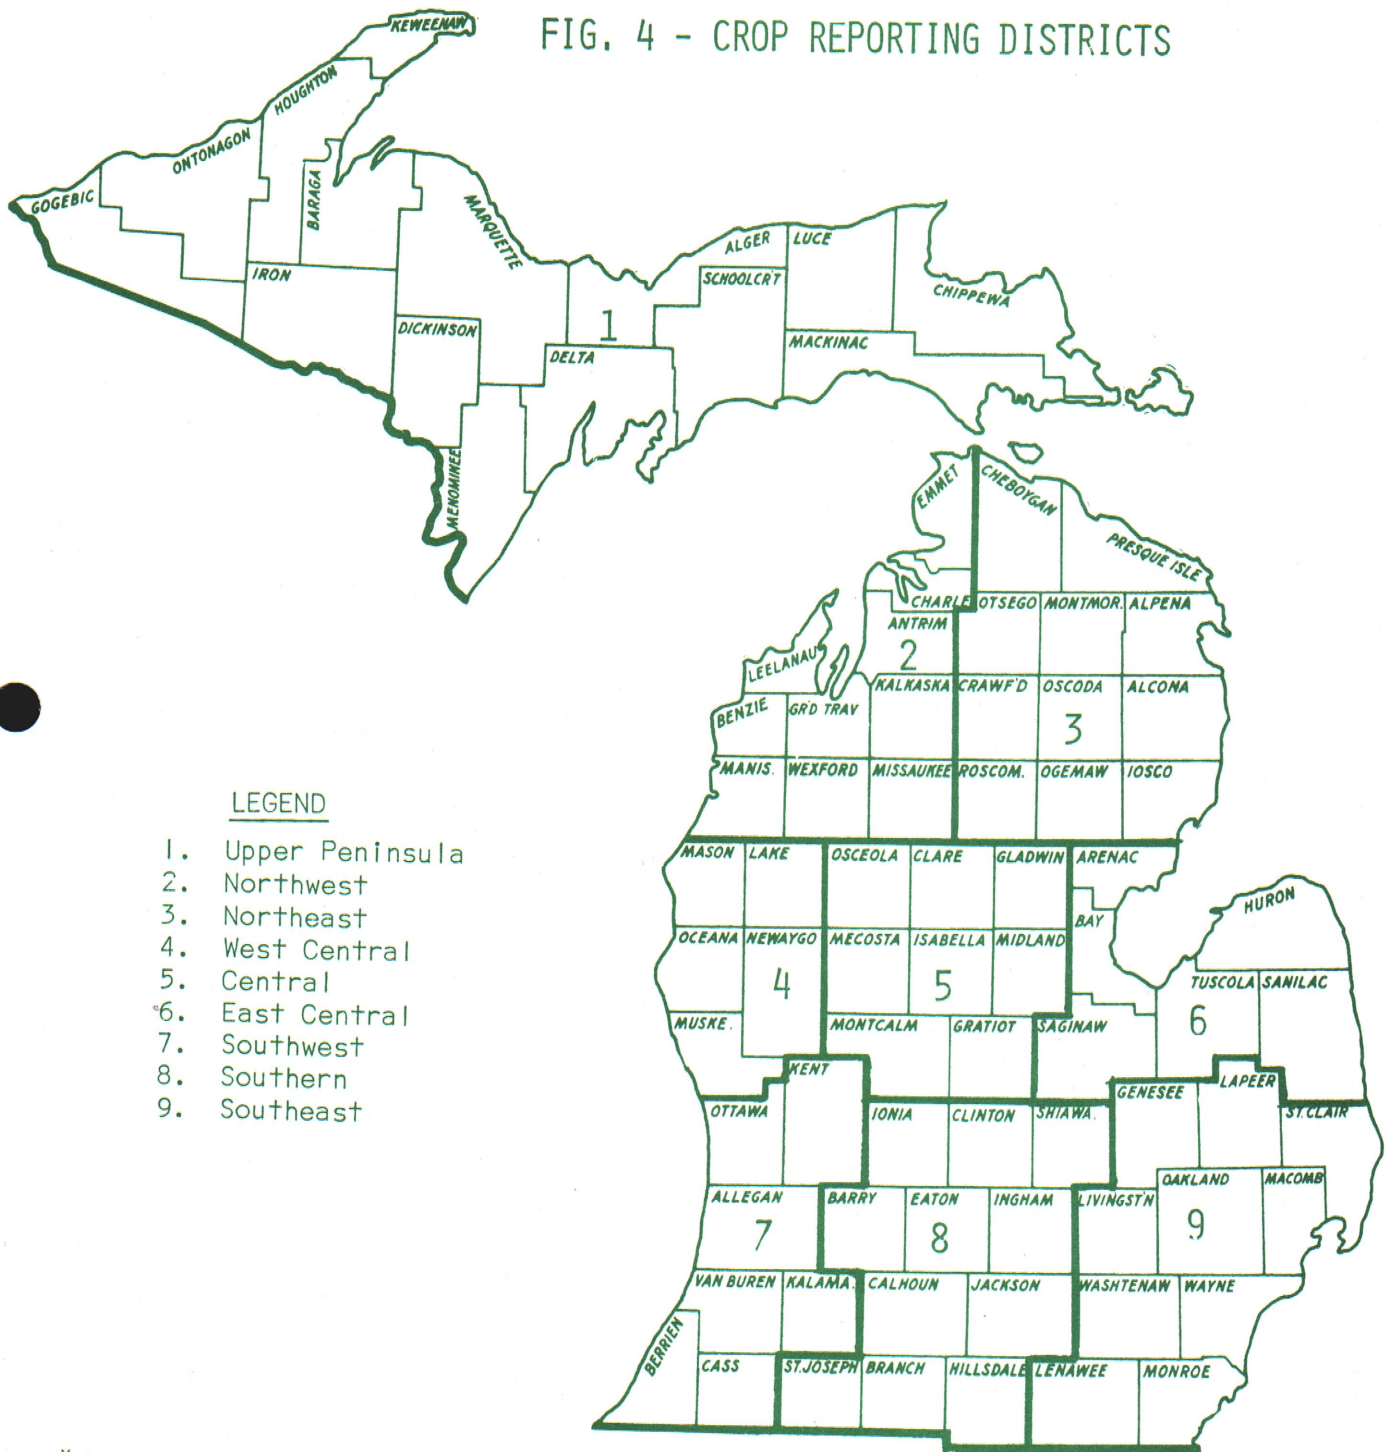 FIG. 4 - CROP REPORTING DISTRICTS
KEWEENAW
HOUGHTON
ONTONAGON
GOGEBIC
BARAGA
MARQUETTE
IRON
ALGER
LUCE
SCHOOLCR'T
CHIPPEWA
DICKINSON
1
DELTA
MACKINAC
MENOMINEE
EMMET
CHEBOYGAN
PRESQUE ISLE
CHARLE
OTSEGO
MONTMOR.
ALPENA
ANTRIM
2
LEELANAU
KALKASKA
CRAWF'D
OSCODA
ALCONA
BENZIE
GR'D TRAV
3
MANIS.
WEXFORD
MISSAUKEE
ROSCOM.
OGEMAW
IOSCO
LEGEND
1. Upper Peninsula
2. Northwest
3. Northeast
4. West Central
5. Central
6. East Central
7. Southwest
8. Southern
9. Southeast
MASON
LAKE
OSCEOLA
CLARE
GLADWIN
ARENAC
HURON
BAY
OCEANA
NEWAYGO
MECOSTA
ISABELLA
MIDLAND
4
5
TUSCOLA
SANILAC
6
MUSKE.
MONTCALM
GRATIOT
SAGINAW
KENT
LAPEER
GENESEE
OTTAWA
IONIA
CLINTON
SHIAWA.
ST.CLAIR
OAKLAND
MACOMB
ALLEGAN
BARRY
EATON
INGHAM
LIVINGST'N
7
8
9
VAN BUREN
KALAMA.
CALHOUN
JACKSON
WASHTENAW
WAYNE
BERRIEN
CASS
ST.JOSEPH
BRANCH
HILLSDALE
LENAWEE
MONROE